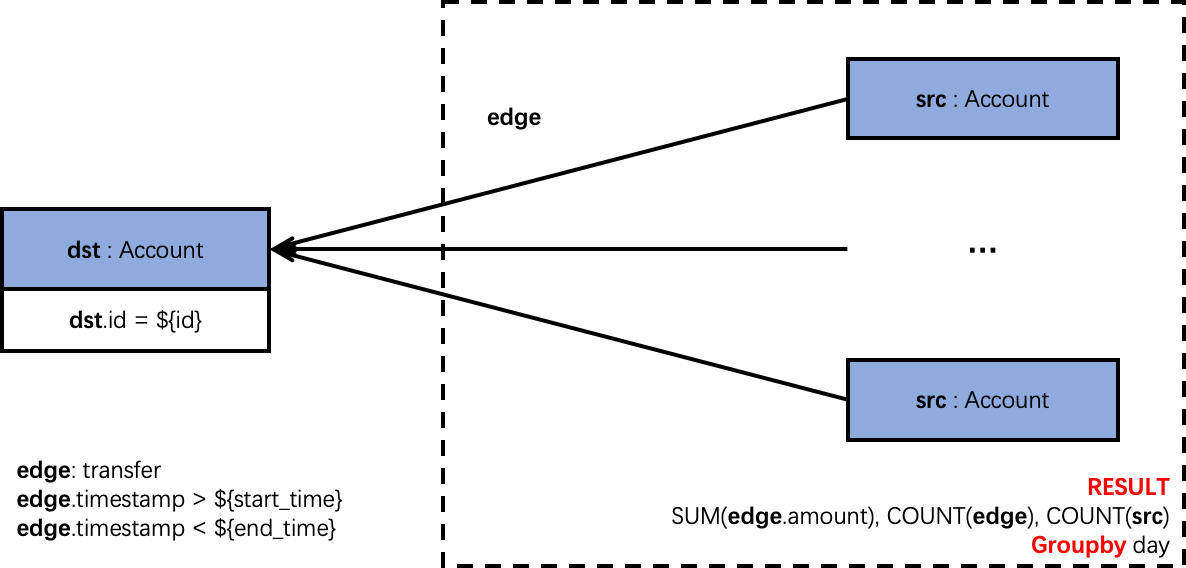 edge
src : Account
dst : Account
...
dst.id = ${id}
src : Account
edge: transfer
edge.timestamp > ${start_time}
edge.timestamp < ${end_time}
RESULT
SUM(edge.amount), COUNT(edge), COUNT(src)
Groupby day